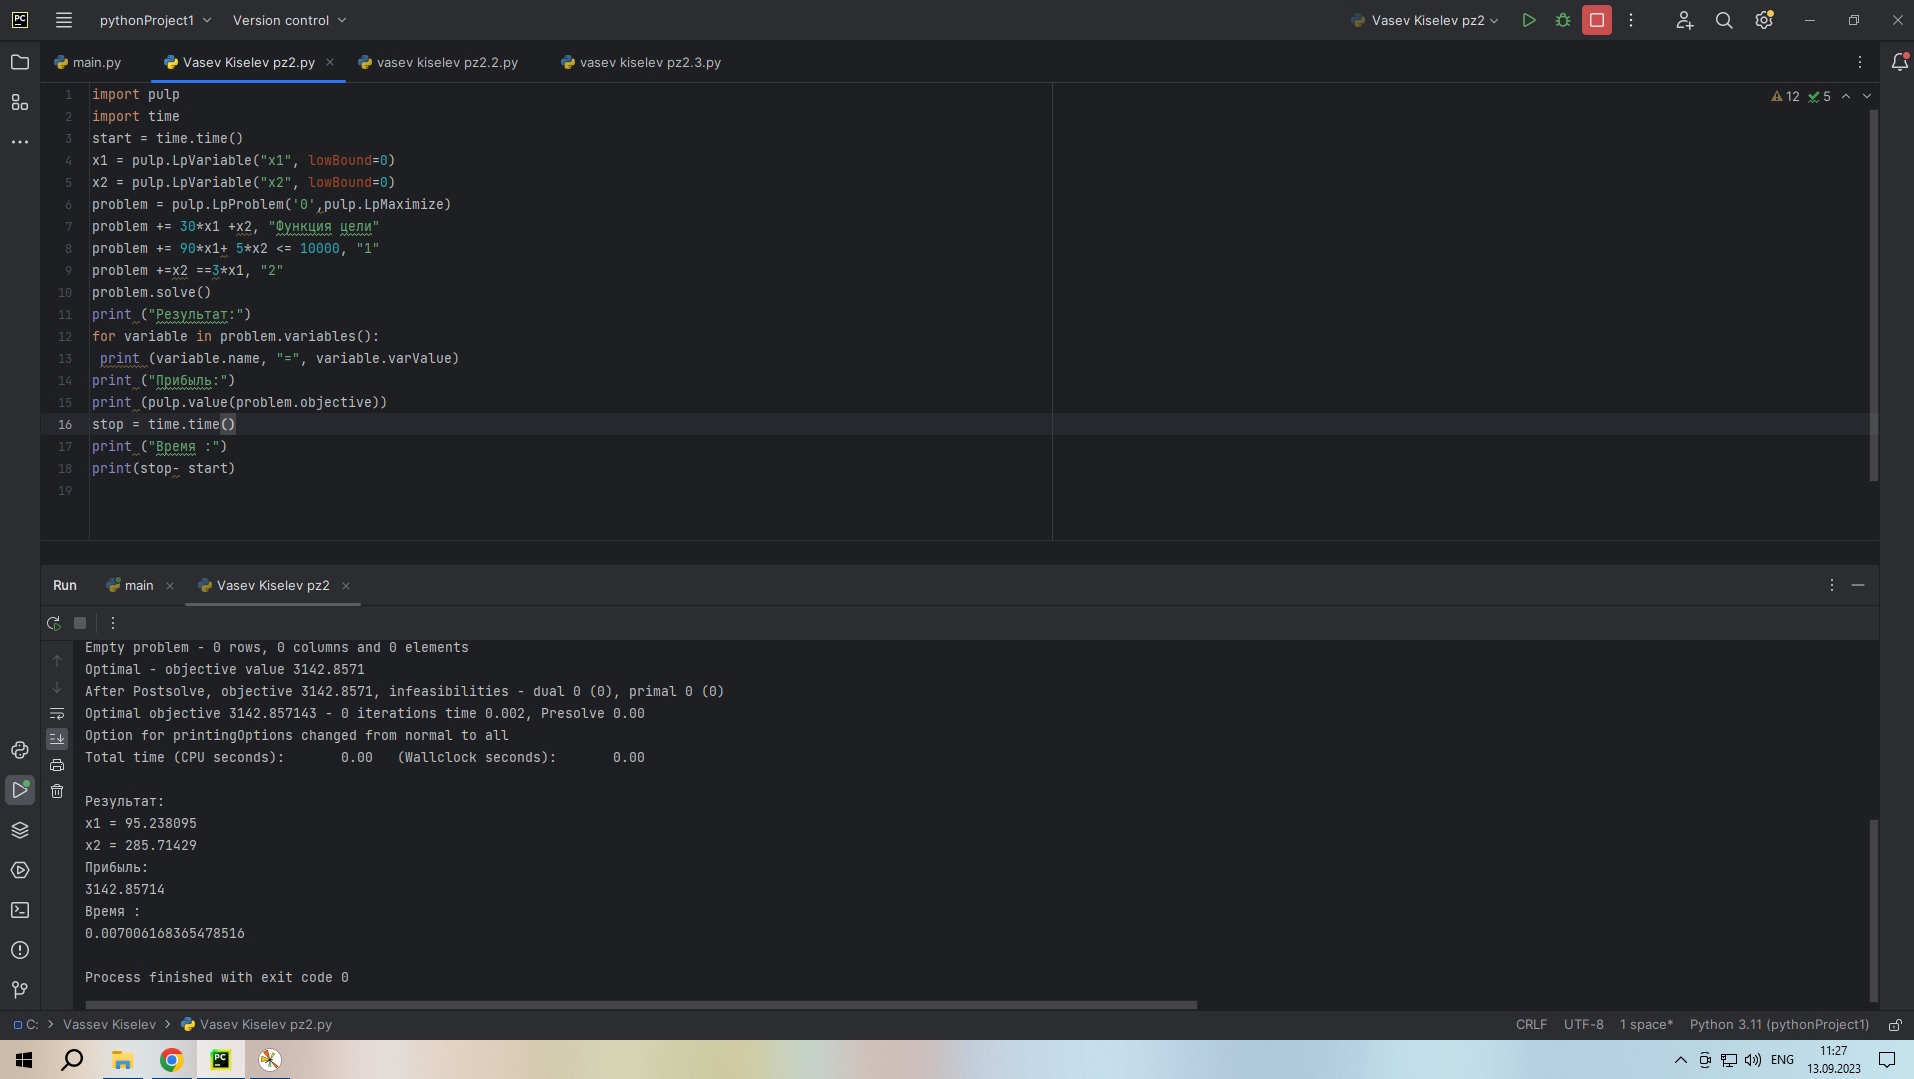 PC pythonProject1 Version control Vasev Kiselev pz2
main.py Vasev Kiselev pz2.py vasev kiselev pz2.2.py vasev kiselev pz2.3.py
12 5
1 import pulp
2 import time
3 start = time.time()
4 x1 = pulp.LpVariable("x1", lowBound=0)
5 x2 = pulp.LpVariable("x2", lowBound=0)
6 problem = pulp.LpProblem('0',pulp.LpMaximize)
7 problem += 30*x1 +x2, "Функция цели"
8 problem += 90*x1+ 5*x2 <= 10000, "1"
9 problem +=x2 ==3*x1, "2"
10 problem.solve()
11 print ("Результат:")
12 for variable in problem.variables():
13 print (variable.name, "=", variable.varValue)
14 print ("Прибыль:")
15 print (pulp.value(problem.objective))
16 stop = time.time()
17 print ("Время :")
18 print(stop- start)
19
Run main Vasev Kiselev pz2
Empty problem - 0 rows, 0 columns and 0 elements
Optimal - objective value 3142.8571
After Postsolve, objective 3142.8571, infeasibilities - dual 0 (0), primal 0 (0)
Optimal objective 3142.857143 - 0 iterations time 0.002, Presolve 0.00
Option for printingOptions changed from normal to all
Total time (CPU seconds): 0.00 (Wallclock seconds): 0.00
Результат:
x1 = 95.238095
x2 = 285.71429
Прибыль:
3142.85714
Время :
0.007006168365478516
Process finished with exit code 0
C: > Vassev Kiselev > Vasev Kiselev pz2.py CRLF UTF-8 1 space* Python 3.11 (pythonProject1)
PC ENG 11:27
13.09.2023